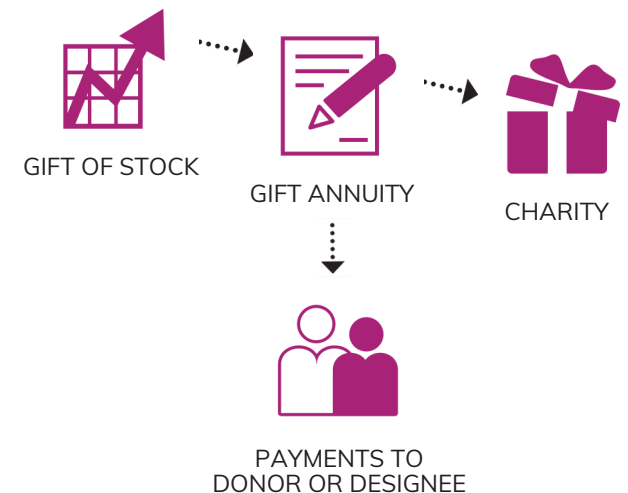 GIFT OF STOCK
GIFT ANNUITY
CHARITY
PAYMENTS TO
DONOR OR DESIGNEE